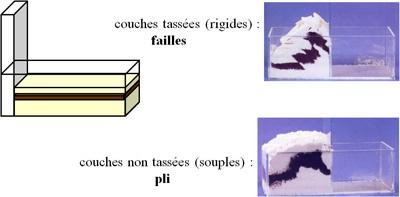 couches tassées (rigides) :
failles
couches non tassées (souples) :
pli